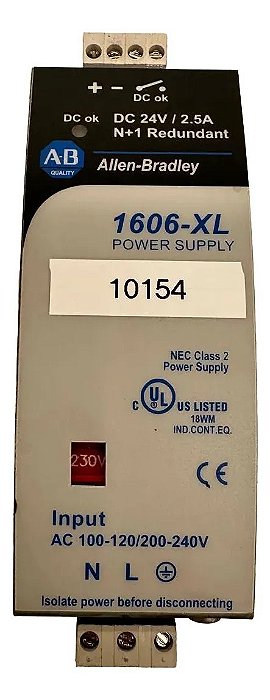 + -
DC ok
DC ok DC 24V / 2.5A
N+1 Redundant
A·B
QUALITY
Allen-Bradley
1606-XL
POWER SUPPLY
10154
NEC Class 2
Power Supply
C UL US LISTED
18WM
IND.CONT.EQ.
230V
CE
Input
AC 100-120/200-240V
N L
Isolate power before disconnecting